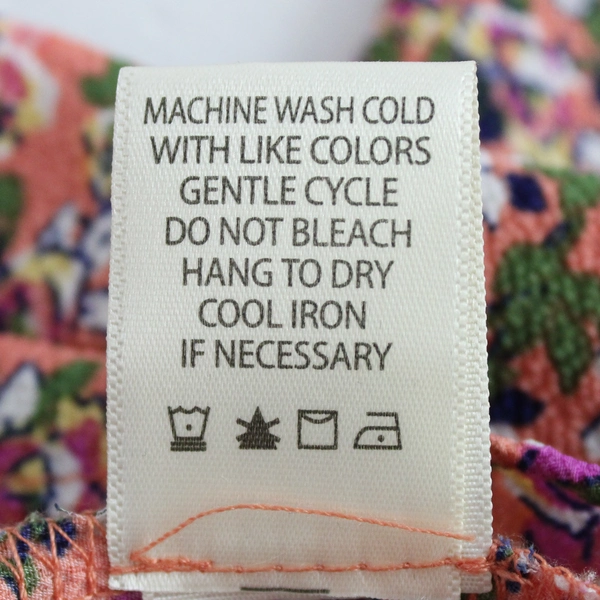 MACHINE WASH COLD
WITH LIKE COLORS
GENTLE CYCLE
DO NOT BLEACH
HANG TO DRY
COOL IRON
IF NECESSARY